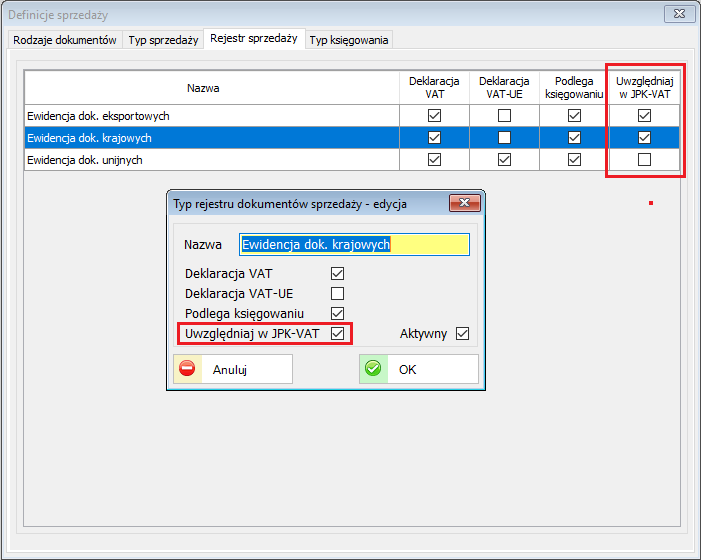 Definicje sprzedaży
Rodzaje dokumentów Typ sprzedaży Rejestr sprzedaży Typ księgowania
Nazwa
Deklaracja
VAT
Deklaracja
VAT-UE
Podlega
księgowaniu
Uwzględniaj
w JPK-VAT
Ewidencja dok. eksportowych
Ewidencja dok. krajowych
Ewidencja dok. unijnych
Typ rejestru dokumentów sprzedaży - edycja
Nazwa Ewidencja dok. krajowych
Deklaracja VAT
Deklaracja VAT-UE
Podlega księgowaniu
Uwzględniaj w JPK-VAT Aktywny
Anuluj OK